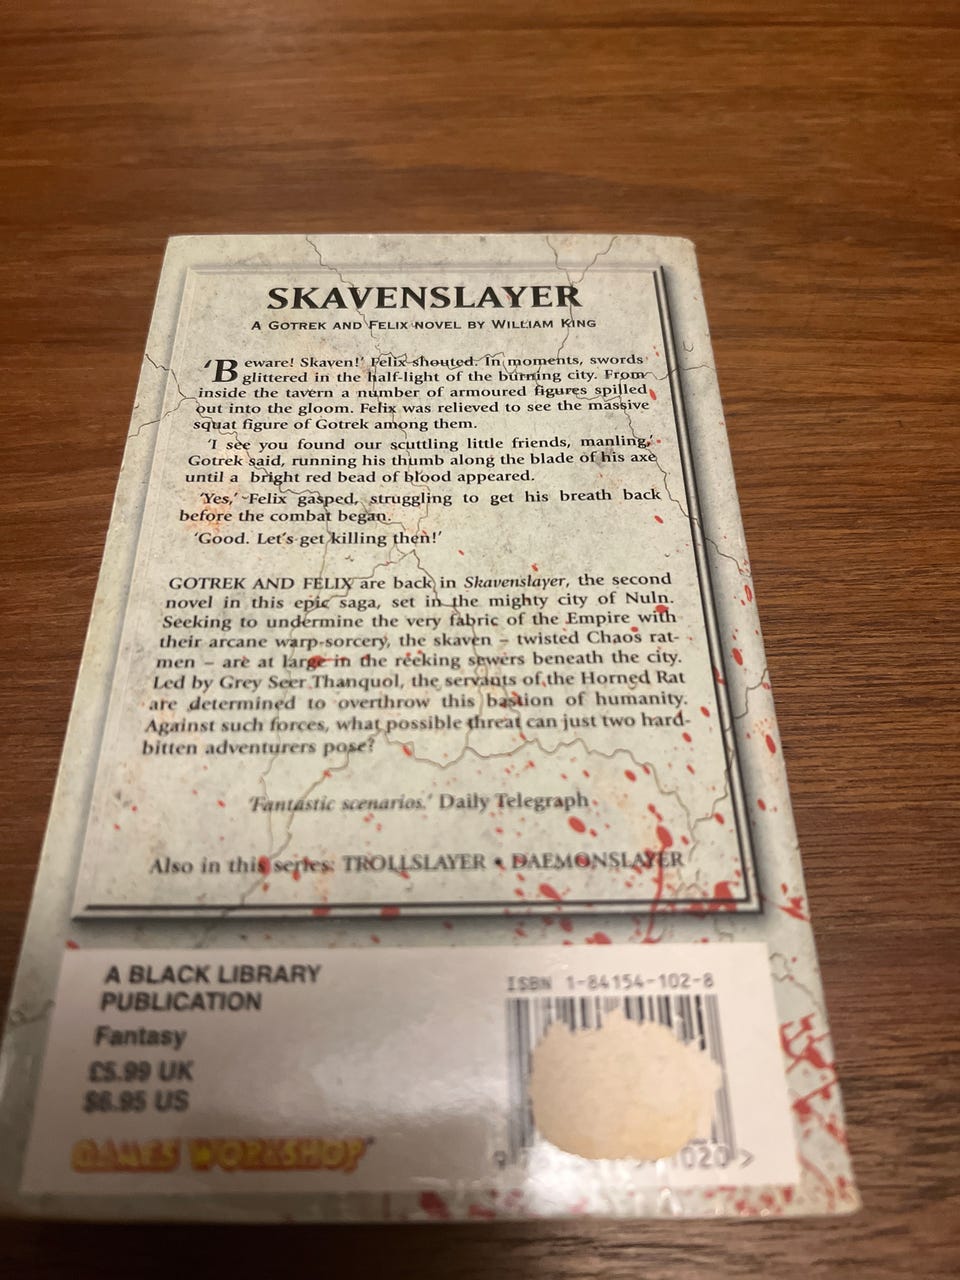 SKAVENSLAYER
A GOTREK AND FELIX NOVEL BY WILLIAM KING
'Beware! Skaven!' Felix shouted. In moments, swords
glittered in the half-light of the burning city. From
inside the tavern a number of armoured figures spilled
out into the gloom. Felix was relieved to see the massive
squat figure of Gotrek among them.
'I see you found our scuttling little friends, manling,'
Gotrek said, running his thumb along the blade of his axe
until a bright red bead of blood appeared.
'Yes,' Felix gasped, struggling to get his breath back
before the combat began.
'Good. Let's get killing then!'
GOTREK AND FELIX are back in Skavenslayer, the second
novel in this epic saga, set in the mighty city of Nuln.
Seeking to undermine the very fabric of the Empire with
their arcane warp-sorcery, the skaven – twisted Chaos rat-
men – are at large in the reeking sewers beneath the city.
Led by Grey Seer Thanquol, the servants of the Horned Rat
are determined to overthrow this bastion of humanity.
Against such forces, what possible threat can just two hard-
bitten adventurers pose?
'Fantastic scenarios.' Daily Telegraph
Also in this series: TROLLSLAYER • DAEMONSLAYER
A BLACK LIBRARY
PUBLICATION
Fantasy
£5.99 UK
$6.95 US
GAMES WORKSHOP
ISBN 1-84154-102-8
9 1020 >